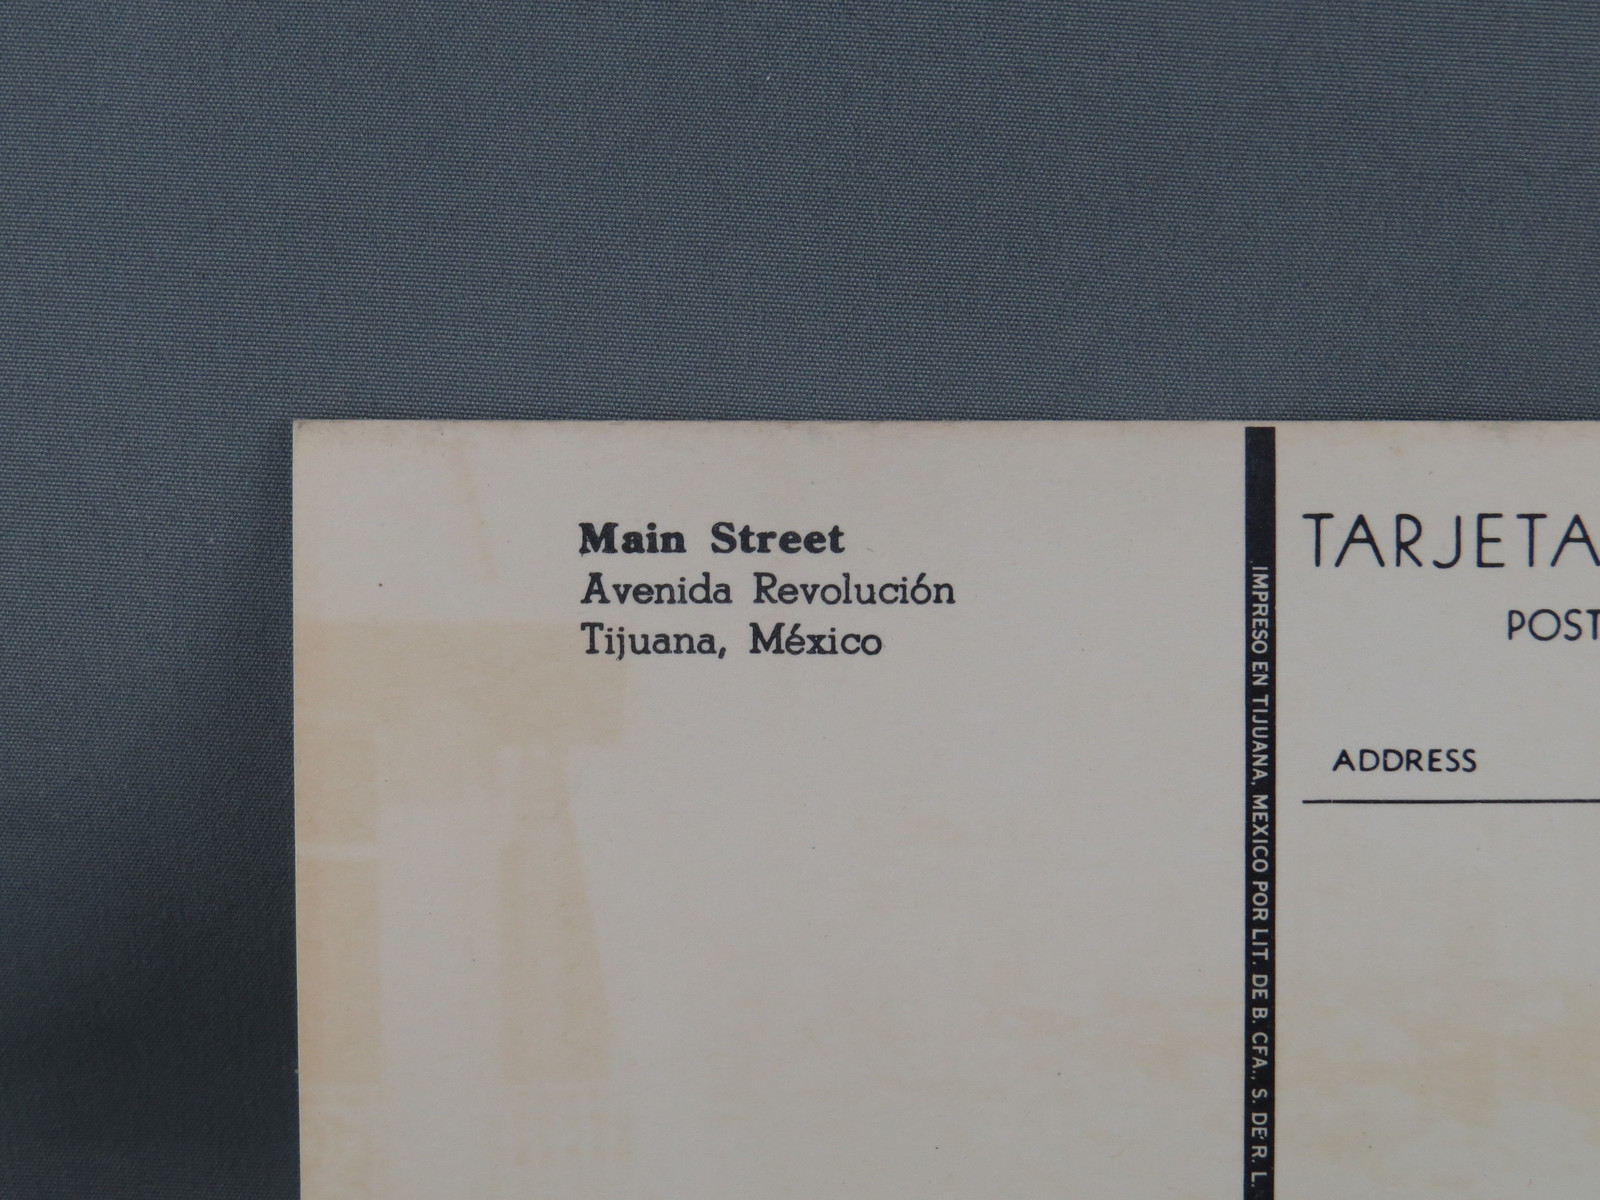 Main Street
Avenida Revolución
Tijuana, México
IMPRESO EN TIJUANA, MEXICO POR LIT. DE B. CFA., S. DE R. L.
TARJETA
POST
ADDRESS